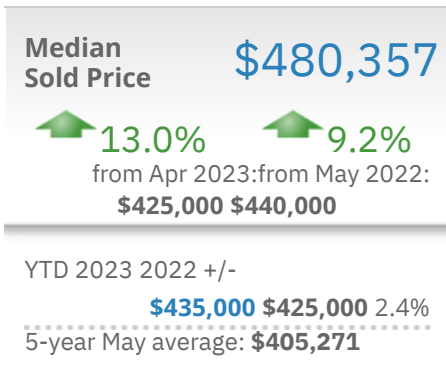 Median
Sold Price
$480,357
13.0% 9.2%
from Apr 2023:from May 2022:
$425,000 $440,000
YTD 2023 2022 +/-
$435,000 $425,000 2.4%
5-year May average: $405,271